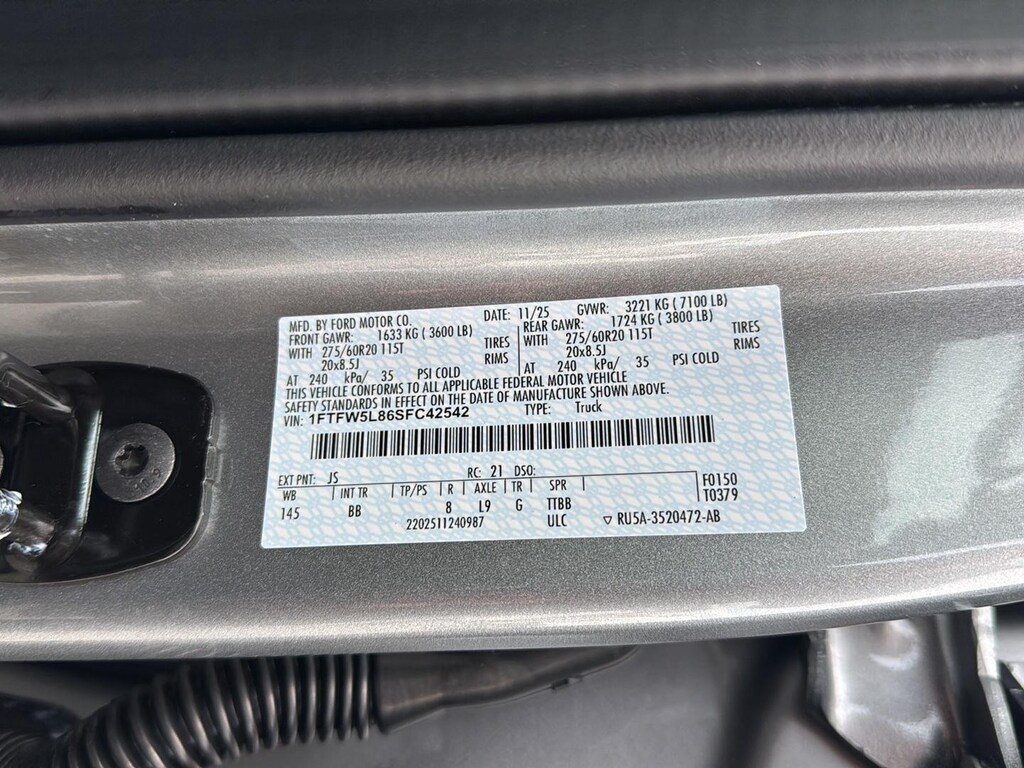 MFD. BY FORD MOTOR CO. DATE: 11/25 GVWR: 3221 KG ( 7100 LB)
FRONT GAWR: 1633 KG ( 3600 LB) REAR GAWR: 1724 KG ( 3800 LB)
WITH 275/60R20 115T TIRES 275/60R20 115T TIRES
20x8.5J RIMS 20x8.5J RIMS
AT 240 kPa/ 35 PSI COLD AT 240 kPa/ 35 PSI COLD
THIS VEHICLE CONFORMS TO ALL APPLICABLE FEDERAL MOTOR VEHICLE
SAFETY STANDARDS IN EFFECT ON THE DATE OF MANUFACTURE SHOWN ABOVE.
VIN: 1FTFW5L86SFC42542 TYPE: Truck
EXT PNT: JS RC: 21 DSO:
WB INT TR TP/PS R AXLE TR SPR F0150
145 BB 8 L9 G TTBB T0379
2202511240987 ULC ▽ RU5A-3520472-AB
10.9